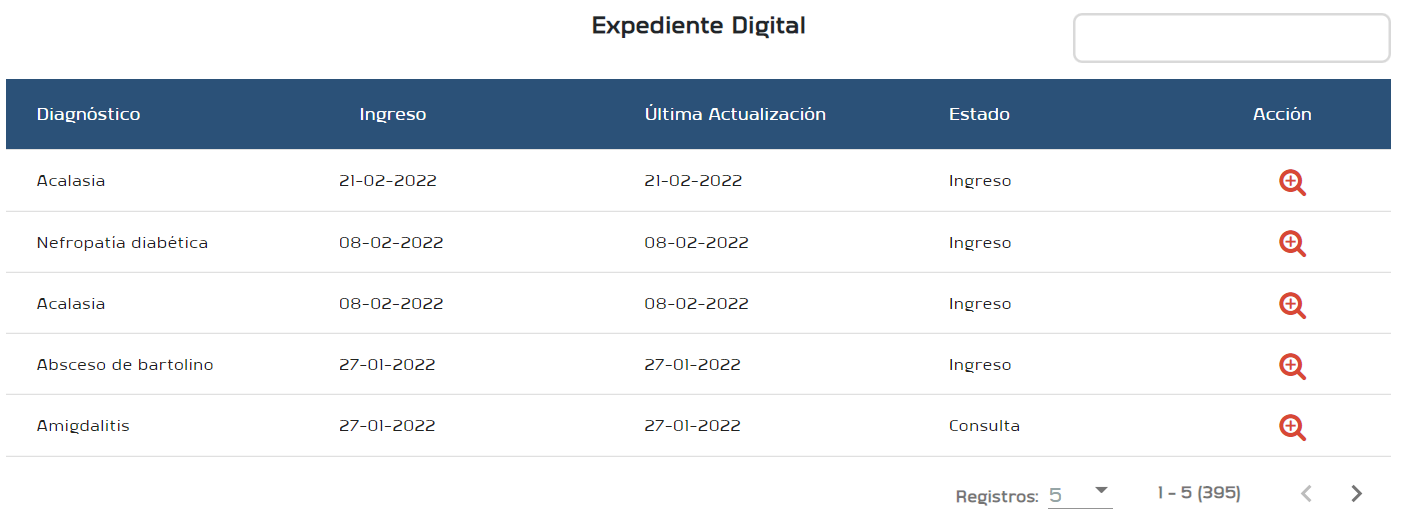 Expediente Digital
Diagnóstico Ingreso Última Actualización Estado Acción
Acalasia 21-02-2022 21-02-2022 Ingreso
Nefropatía diabética 08-02-2022 08-02-2022 Ingreso
Acalasia 08-02-2022 08-02-2022 Ingreso
Absceso de bartolino 27-01-2022 27-01-2022 Ingreso
Amigdalitis 27-01-2022 27-01-2022 Consulta
Registros: 5 1 - 5 (395)